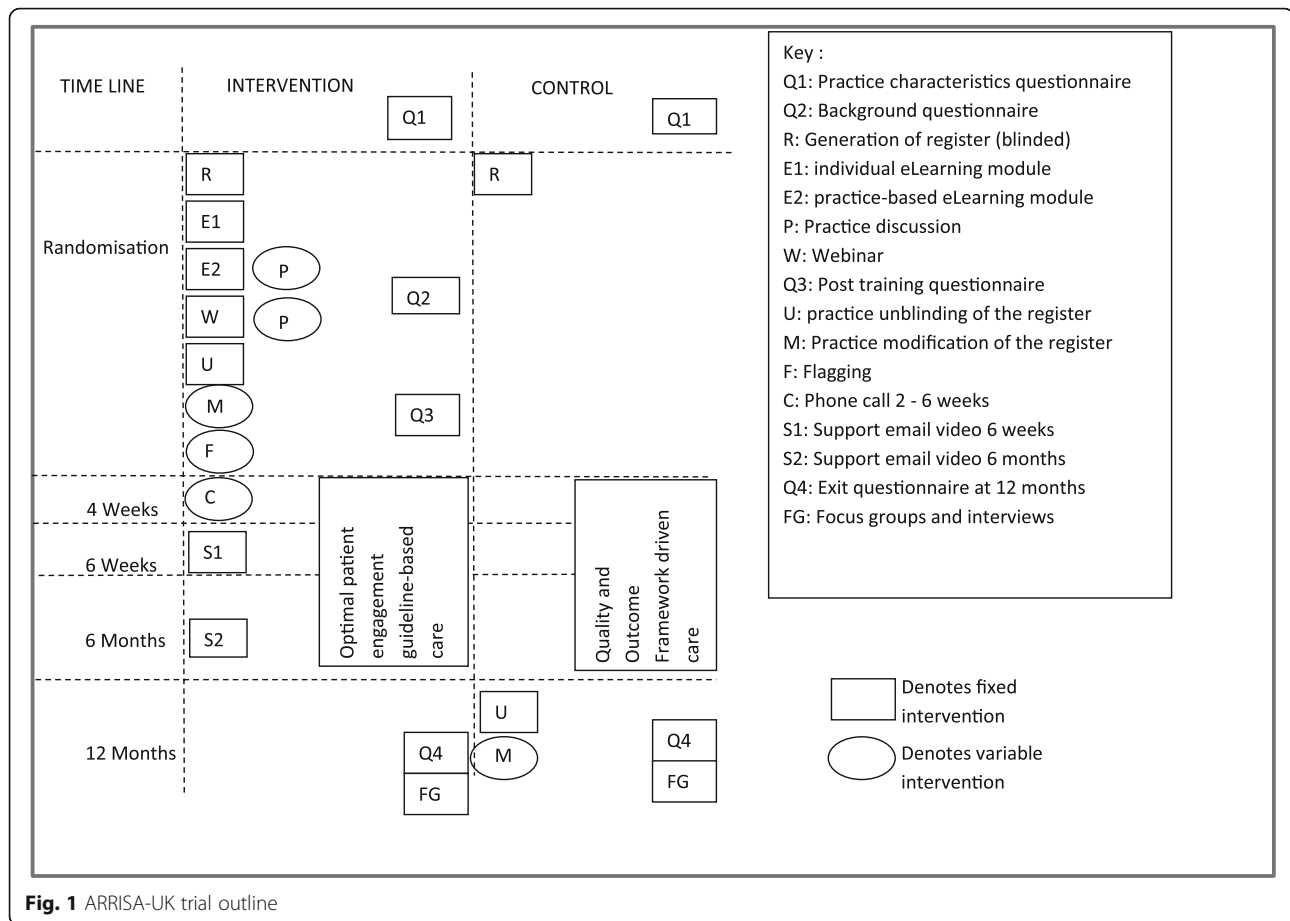 TIME LINE
INTERVENTION
CONTROL
Q1
Q1
Randomisation
R
R
E1
E2
P
Q2
W
P
U
M
Q3
F
4 Weeks
C
6 Weeks
S1
6 Months
S2
Optimal patient
engagement
guideline-based
care
Quality and
Outcome
Framework driven
care
12 Months
U
Q4
M
Q4
FG
FG
Key :
Q1: Practice characteristics questionnaire
Q2: Background questionnaire
R: Generation of register (blinded)
E1: individual eLearning module
E2: practice-based eLearning module
P: Practice discussion
W: Webinar
Q3: Post training questionnaire
U: practice unblinding of the register
M: Practice modification of the register
F: Flagging
C: Phone call 2 - 6 weeks
S1: Support email video 6 weeks
S2: Support email video 6 months
Q4: Exit questionnaire at 12 months
FG: Focus groups and interviews
Denotes fixed
intervention
Denotes variable
intervention
Fig. 1 ARRISA-UK trial outline